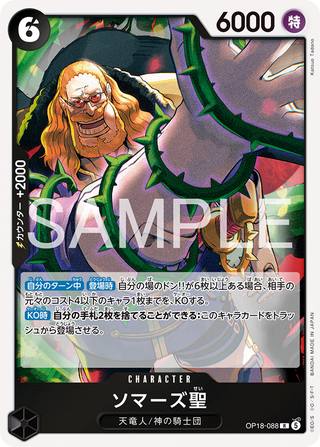 6
6000
特
Katsuo Tadano
カウンター +2000
SAMPLE
自分のターン中 登場時 自分の場のドン!!が6枚以上ある場合、相手の
元々のコスト4以下のキャラ1枚までを、KOする。
KO時 自分の手札2枚を捨てることができる:このキャラカードをトラッ
シュから登場させる。
CHARACTER
ソマーズ聖
天竜人/神の騎士団
OP18-088 R
©E.O/S. ©S./S-F-T
BANDAI MADE IN JAPAN